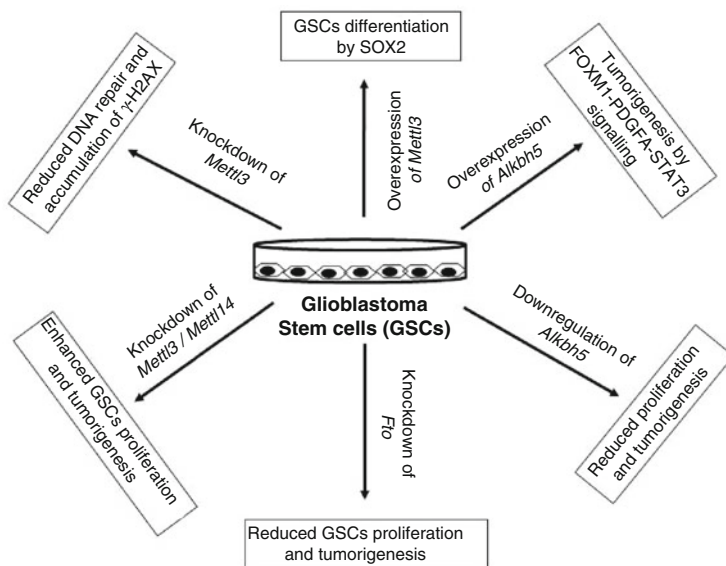 GSCs differentiation
by SOX2
Reduced DNA repair and
accumulation of γ-H2AX
Knockdown of
Mettl3
Overexpression
of Mettl3
Overexpression
of Alkbh5
Tumorigenesis by
FOXM1-PDGFA-STAT3
signalling
Glioblastoma
Stem cells (GSCs)
Knockdown of
Mettl3 / Mettl14
Enhanced GSCs proliferation
and tumorigenesis
Knockdown of
Fto
Reduced GSCs proliferation
and tumorigenesis
Downregulation of
Alkbh5
Reduced proliferation
and tumorigenesis